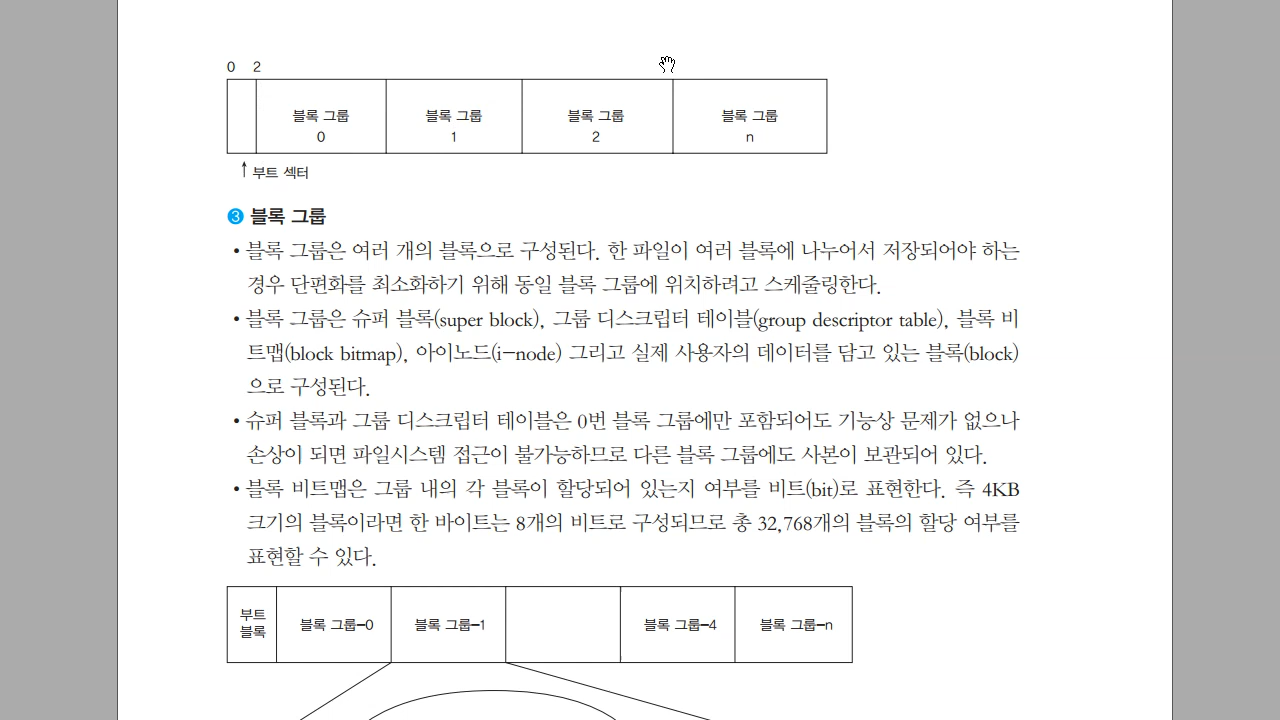 0 2
블록 그룹 블록 그룹 블록 그룹 블록 그룹
0 1 2 n
↑ 부트 섹터
❸ 블록 그룹
• 블록 그룹은 여러 개의 블록으로 구성된다. 한 파일이 여러 블록에 나누어서 저장되어야 하는
경우 단편화를 최소화하기 위해 동일 블록 그룹에 위치하려고 스케줄링한다.
• 블록 그룹은 슈퍼 블록(super block), 그룹 디스크립터 테이블(group descriptor table), 블록 비
트맵(block bitmap), 아이노드(i-node) 그리고 실제 사용자의 데이터를 담고 있는 블록(block)
으로 구성된다.
• 슈퍼 블록과 그룹 디스크립터 테이블은 0번 블록 그룹에만 포함되어도 기능상 문제가 없으나
손상이 되면 파일시스템 접근이 불가능하므로 다른 블록 그룹에도 사본이 보관되어 있다.
• 블록 비트맵은 그룹 내의 각 블록이 할당되어 있는지 여부를 비트(bit)로 표현한다. 즉 4KB
크기의 블록이라면 한 바이트는 8개의 비트로 구성되므로 총 32,768개의 블록의 할당 여부를
표현할 수 있다.
부트
블록 블록 그룹-0 블록 그룹-1 블록 그룹-4 블록 그룹-n